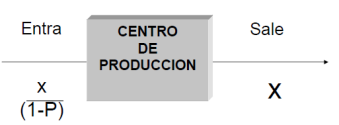 Entra
CENTRO
DE
PRODUCCION
Sale
X
(1-P)
X